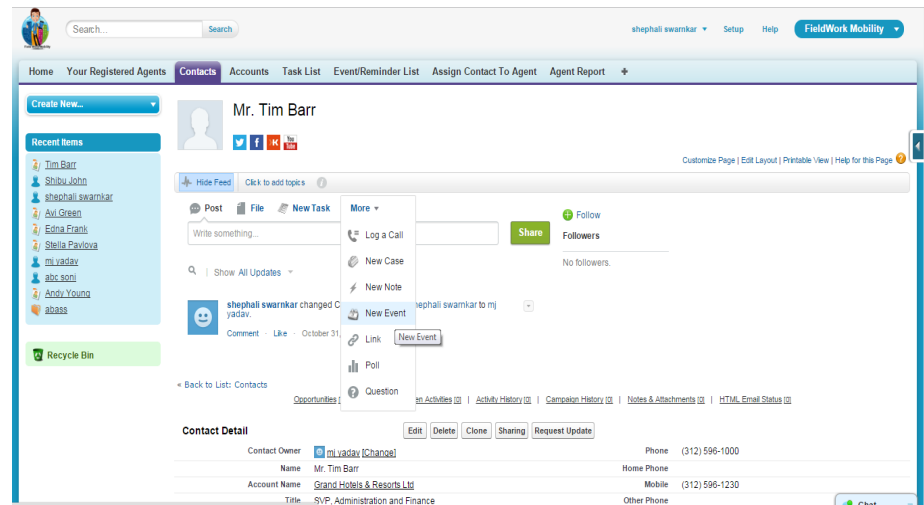 Search...
Search
shephali swarnkar
Setup
Help
FieldWork Mobility
Home Your Registered Agents Contacts Accounts Task List Event/Reminder List Assign Contact To Agent Agent Report +
Create New...
Recent Items
Tim Barr
Shibu John
shephali swarnkar
Avi Green
Edna Frank
Stella Pavlova
mj yadav
abc soni
Andy Young
abass
Recycle Bin
Mr. Tim Barr
You
Tube
Customize Page | Edit Layout | Printable View | Help for this Page
Hide Feed Click to add topics
Post File New Task More
Write something...
Share
Show All Updates
Log a Call
New Case
New Note
New Event
Link
Poll
Question
New Event
Follow
Followers
No followers.
shephali swarnkar changed C hephali swarnkar to mj
yadav.
Comment · Like · October 31,
« Back to List: Contacts
Opportunities en Activities [0] | Activity History [0] | Campaign History [0] | Notes & Attachments [0] | HTML Email Status [0]
Contact Detail
Edit Delete Clone Sharing Request Update
Contact Owner mj yadav [Change] Phone (312) 596-1000
Name Mr. Tim Barr Home Phone
Account Name Grand Hotels & Resorts Ltd Mobile (312) 596-1230
Title SVP, Administration and Finance Other Phone
Chat